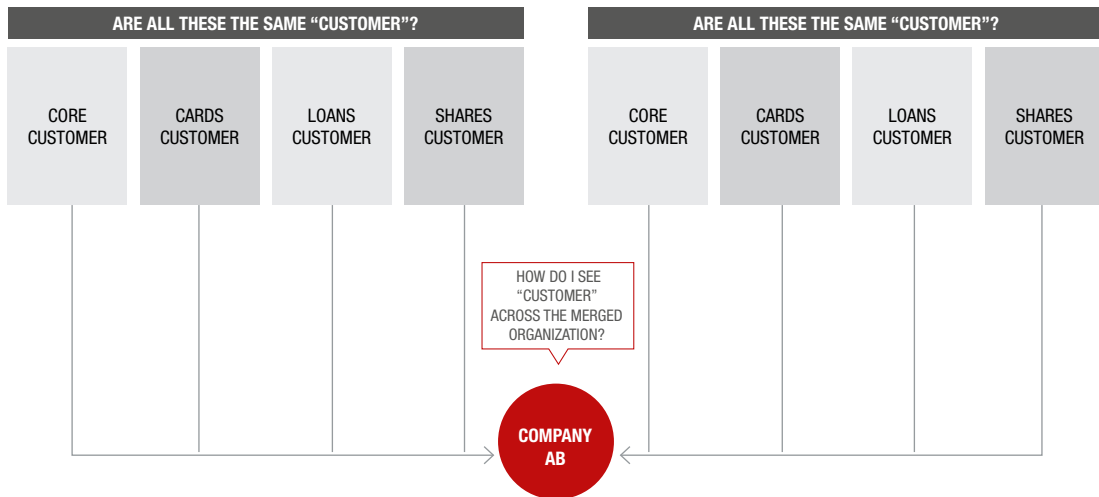 ARE ALL THESE THE SAME “CUSTOMER”?
ARE ALL THESE THE SAME “CUSTOMER”?
CORE
CUSTOMER
CARDS
CUSTOMER
LOANS
CUSTOMER
SHARES
CUSTOMER
CORE
CUSTOMER
CARDS
CUSTOMER
LOANS
CUSTOMER
SHARES
CUSTOMER
HOW DO I SEE
“CUSTOMER”
ACROSS THE MERGED
ORGANIZATION?
COMPANY
AB